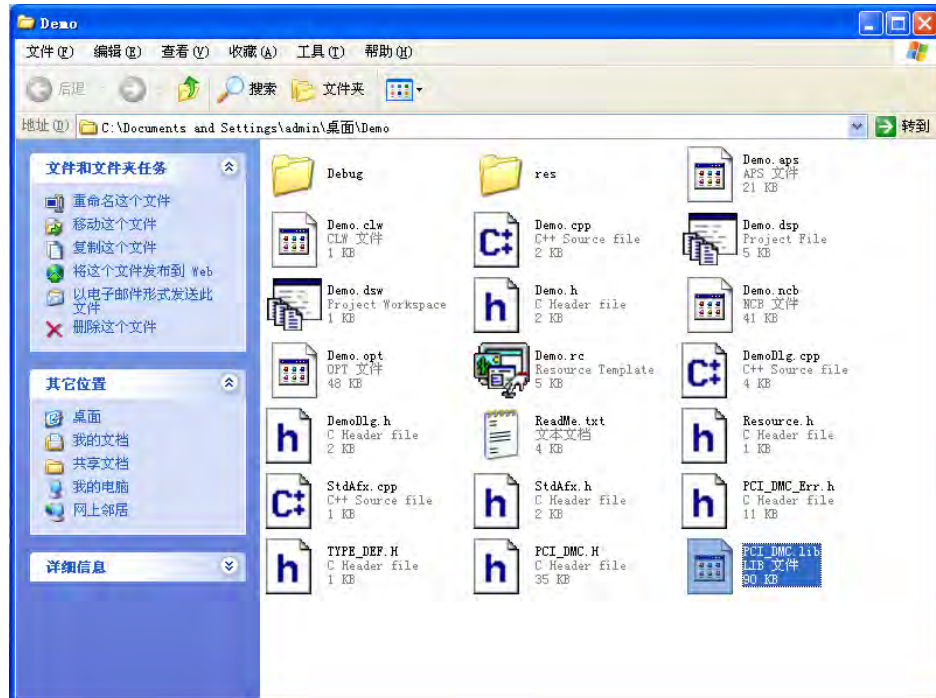 Demo
文件(F) 编辑(E) 查看(V) 收藏(A) 工具(T) 帮助(H)
后退 搜索 文件夹
地址(D) C:\Documents and Settings\admin\桌面\Demo 转到
文件和文件夹任务
重命名这个文件
移动这个文件
复制这个文件
将这个文件发布到 Web
以电子邮件形式发送此
文件
删除这个文件
其它位置
桌面
我的文档
共享文档
我的电脑
网上邻居
详细信息
Debug
res
Demo.aps
APS 文件
21 KB
Demo.clw
CLW 文件
1 KB
Demo.cpp
C++ Source file
2 KB
Demo.dsp
Project File
5 KB
Demo.dsw
Project Workspace
1 KB
Demo.h
C Header file
2 KB
Demo.ncb
NCB 文件
41 KB
Demo.opt
OPT 文件
48 KB
Demo.rc
Resource Template
5 KB
DemoDlg.cpp
C++ Source file
4 KB
DemoDlg.h
C Header file
2 KB
ReadMe.txt
文本文档
4 KB
Resource.h
C Header file
1 KB
StdAfx.cpp
C++ Source file
1 KB
StdAfx.h
C Header file
2 KB
PCI_DMC_Err.h
C Header file
11 KB
TYPE_DEF.H
C Header file
1 KB
PCI_DMC.H
C Header file
35 KB
PCI_DMC.lib
LIB 文件
90 KB